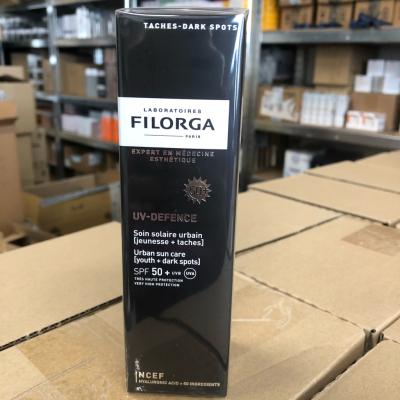 TACHES-DARK SPOTS
LABORATOIRES
FILORGA
PARIS
EXPERT EN MÉDECINE
ESTHÉTIQUE
UV-DEFENCE
Soin solaire urbain
[jeunesse + taches]
Urban sun care
[youth + dark spots]
SPF 50+ UVB UVA
TRÈS HAUTE PROTECTION
VERY HIGH PROTECTION
NCEF
HYALURONIC ACID + 50 INGREDIENTS